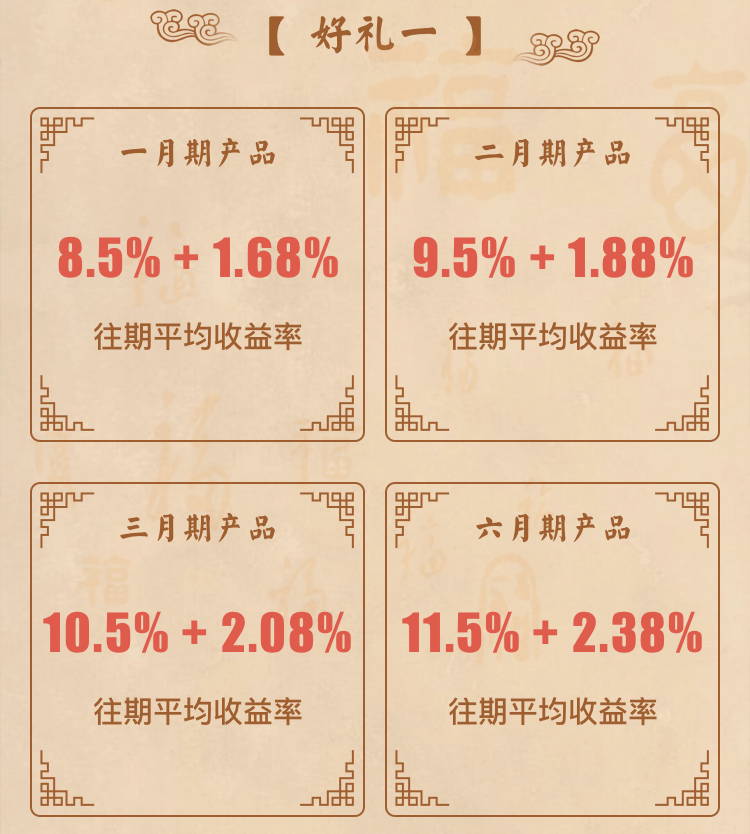 【 好礼一 】
一月期产品
8.5% + 1.68%
往期平均收益率
二月期产品
9.5% + 1.88%
往期平均收益率
三月期产品
10.5% + 2.08%
往期平均收益率
六月期产品
11.5% + 2.38%
往期平均收益率